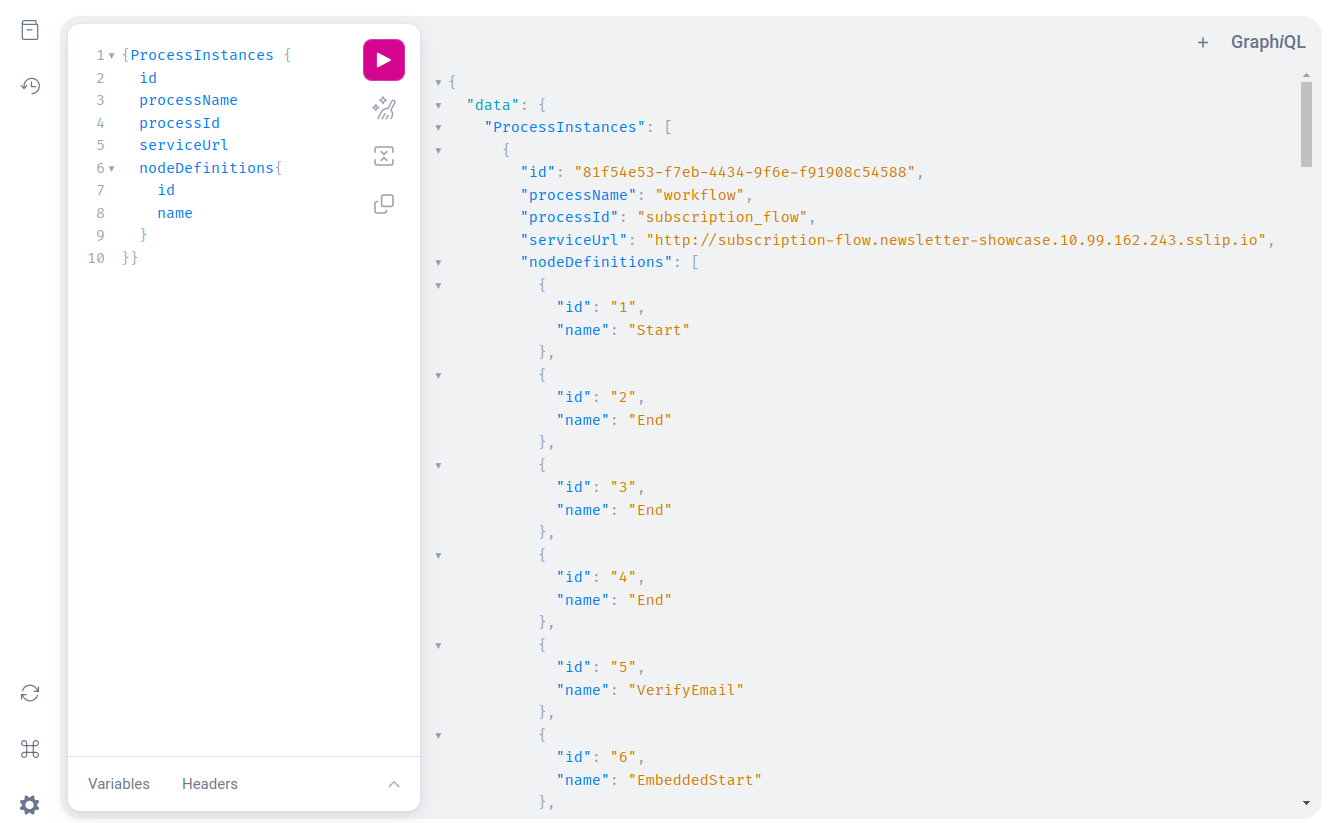 1 {ProcessInstances {
2 id
3 processName
4 processId
5 serviceUrl
6 nodeDefinitions{
7 id
8 name
9 }
10 }}
Variables Headers
+ GraphiQL
{
"data": {
"ProcessInstances": [
{
"id": "81f54e53-f7eb-4434-9f6e-f91908c54588",
"processName": "workflow",
"processId": "subscription_flow",
"serviceUrl": "http://subscription-flow.newsletter-showcase.10.99.162.243.sslip.io",
"nodeDefinitions": [
{
"id": "1",
"name": "Start"
},
{
"id": "2",
"name": "End"
},
{
"id": "3",
"name": "End"
},
{
"id": "4",
"name": "End"
},
{
"id": "5",
"name": "VerifyEmail"
},
{
"id": "6",
"name": "EmbeddedStart"
},